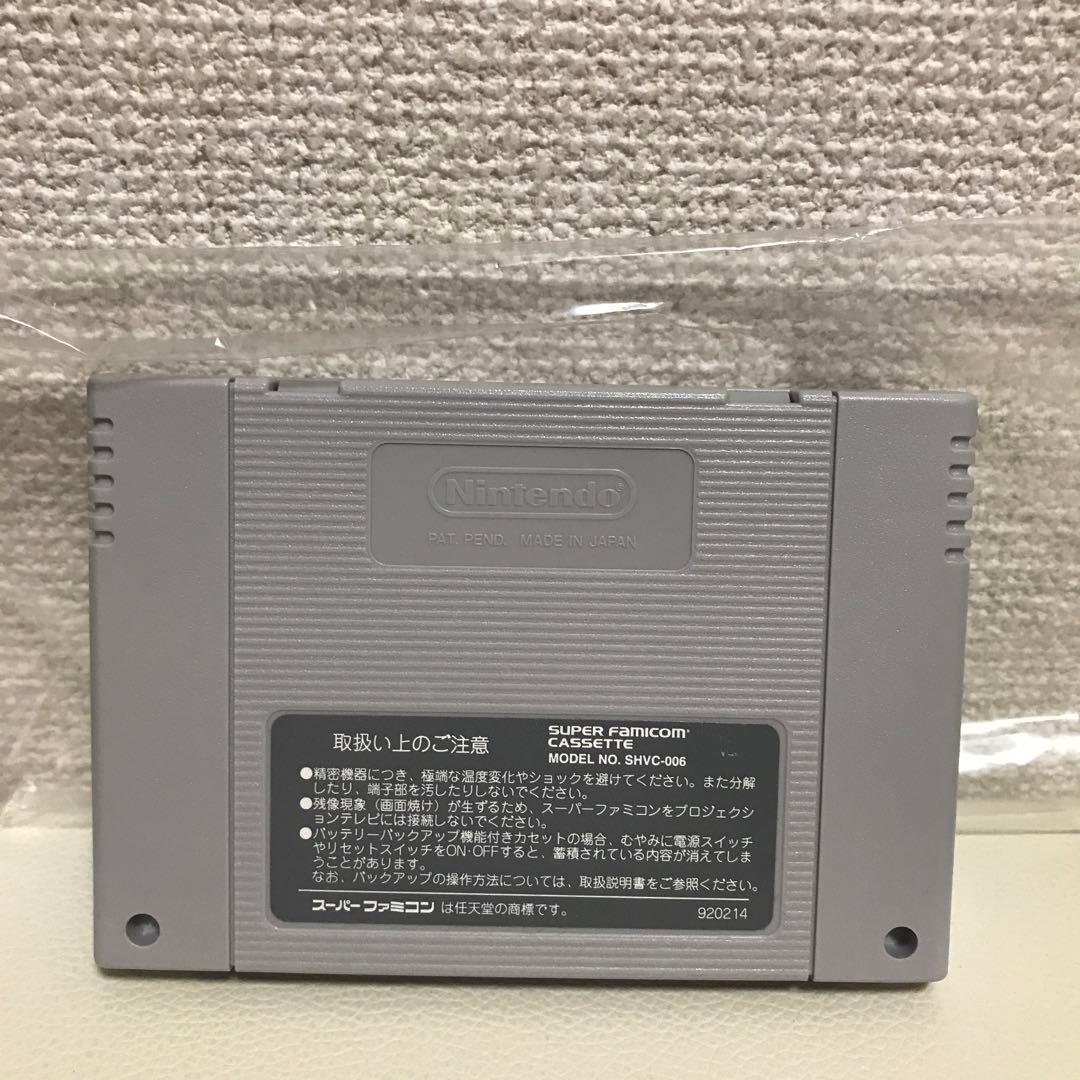 Nintendo®
PAT. PEND. MADE IN JAPAN
取扱い上のご注意
SUPER FAMICOM®
CASSETTE
MODEL NO. SHVC-006
●精密機器につき、極端な温度変化やショックを避けてください。また分解
したり、端子部を汚したりしないでください。
●残像現象（画面焼け）が生ずるため、スーパーファミコンをプロジェクシ
ョンテレビには接続しないでください。
●バッテリーバックアップ機能付きカセットの場合、むやみに電源スイッチ
やリセットスイッチをON･OFFすると、蓄積されている内容が消えてしま
うことがあります。
なお、バックアップの操作方法については、取扱説明書をご参照ください。
スーパーファミコン は任天堂の商標です。
920214